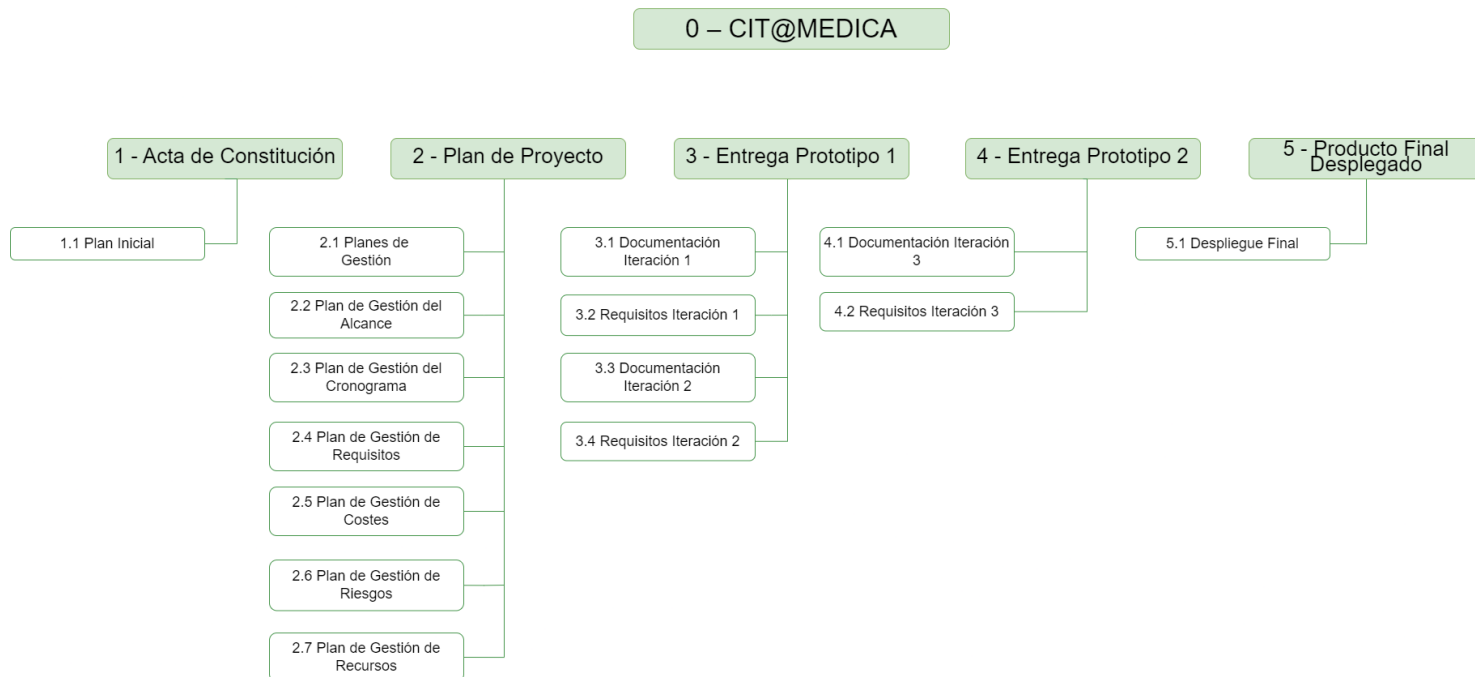 0 – CIT@MEDICA
1 - Acta de Constitución
2 - Plan de Proyecto
3 - Entrega Prototipo 1
4 - Entrega Prototipo 2
5 - Producto Final
Desplegado
1.1 Plan Inicial
2.1 Planes de
Gestión
2.2 Plan de Gestión del
Alcance
2.3 Plan de Gestión del
Cronograma
2.4 Plan de Gestión de
Requisitos
2.5 Plan de Gestión de
Costes
2.6 Plan de Gestión de
Riesgos
2.7 Plan de Gestión de
Recursos
3.1 Documentación
Iteración 1
3.2 Requisitos Iteración 1
3.3 Documentación
Iteración 2
3.4 Requisitos Iteración 2
4.1 Documentación Iteración
3
4.2 Requisitos Iteración 3
5.1 Despliegue Final